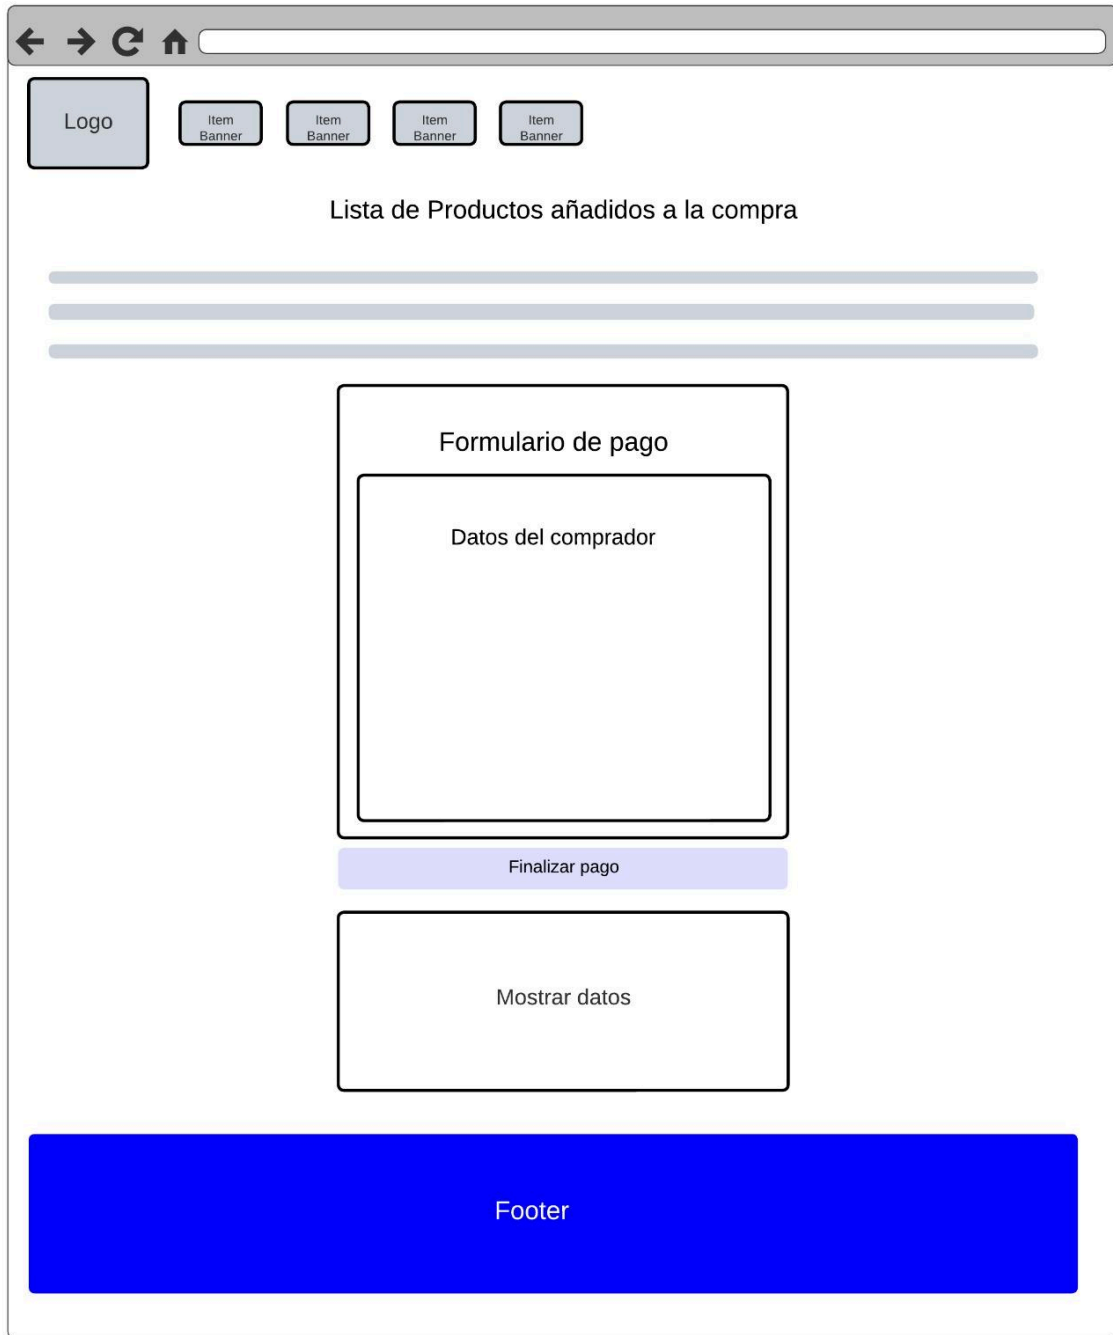 Logo
Item
Banner
Item
Banner
Item
Banner
Item
Banner
Lista de Productos añadidos a la compra
Formulario de pago
Datos del comprador
Finalizar pago
Mostrar datos
Footer